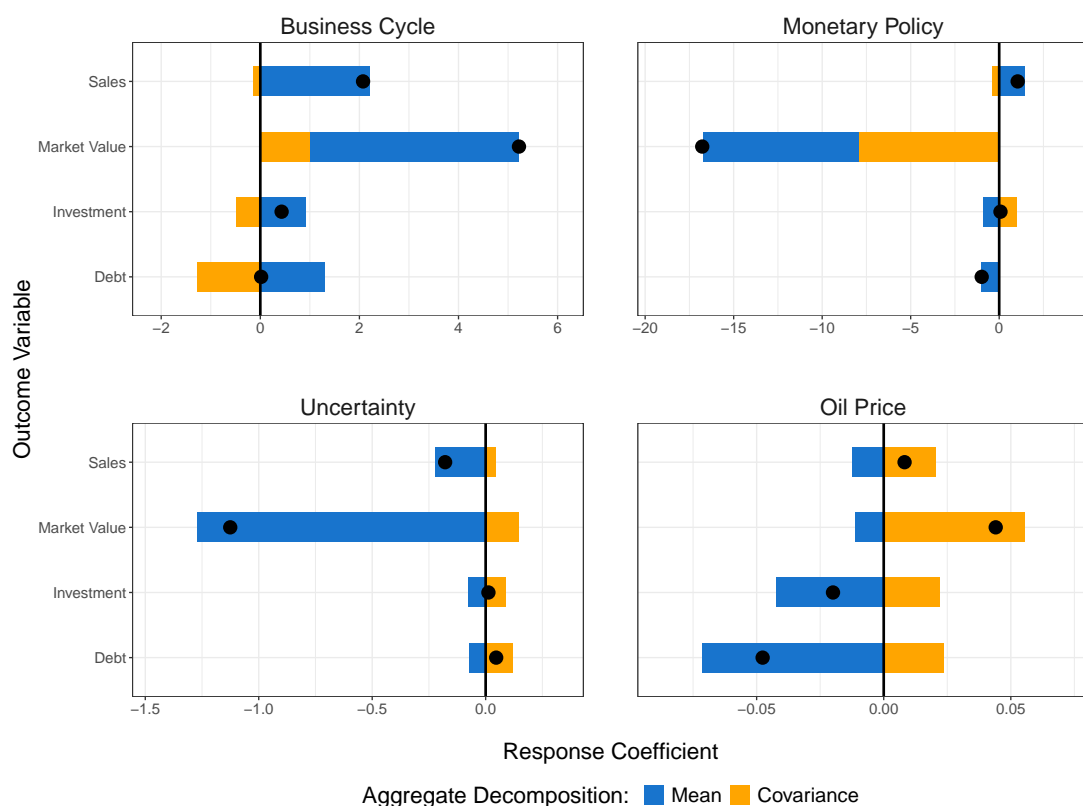 Business Cycle
Monetary Policy
Sales
Market Value
Investment
Debt
−2 0 2 4 6
−20 −15 −10 −5 0
Outcome Variable
Uncertainty
Oil Price
Sales
Market Value
Investment
Debt
−1.5 −1.0 −0.5 0.0
−0.05 0.00 0.05
Response Coefficient
Aggregate Decomposition: Mean Covariance